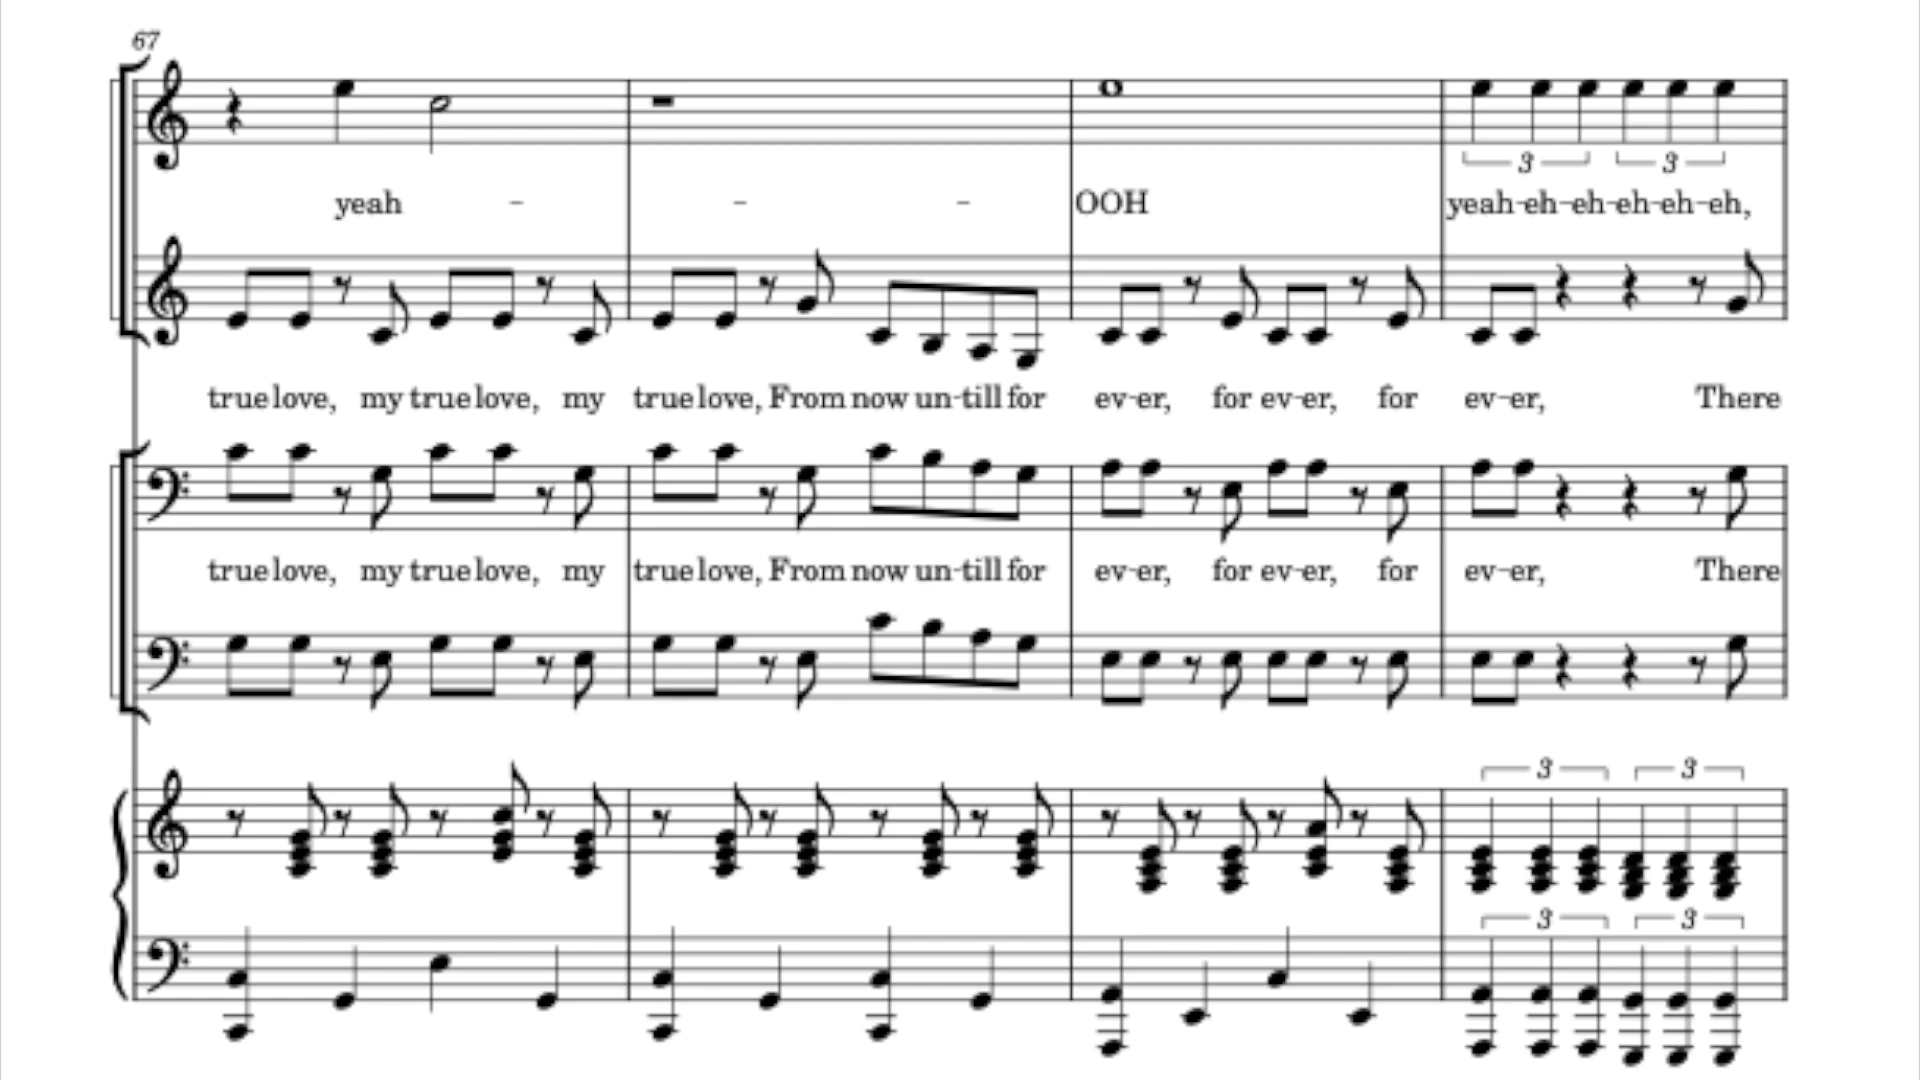 67
3 3
yeah - - - OOH yeah-eh-eh-eh-eh-eh,
true love, my true love, my true love, From now un-till for ev-er, for ev-er, for ev-er, There
true love, my true love, my true love, From now un-till for ev-er, for ev-er, for ev-er, There
3 3
3 3